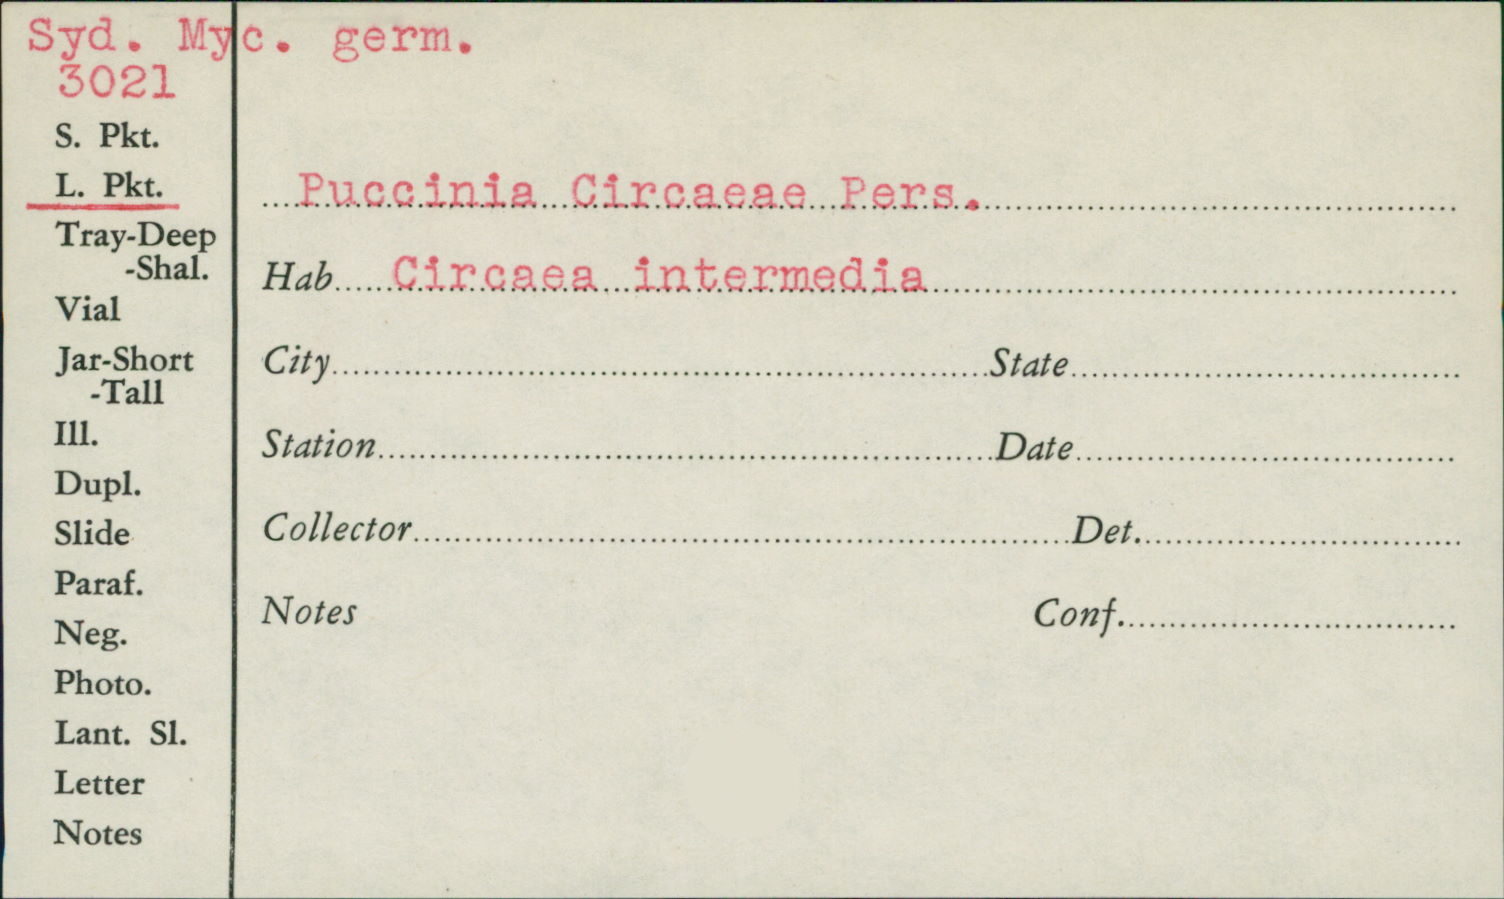 Syd. Myc. germ.
3021
S. Pkt.
L. Pkt.
Tray-Deep
-Shal.
Vial
Jar-Short
-Tall
Ill.
Dupl.
Slide
Paraf.
Neg.
Photo.
Lant. Sl.
Letter
Notes
Puccinia Circaeae Pers.
Hab Circaea intermedia
City State
Station Date
Collector Det.
Notes Conf.